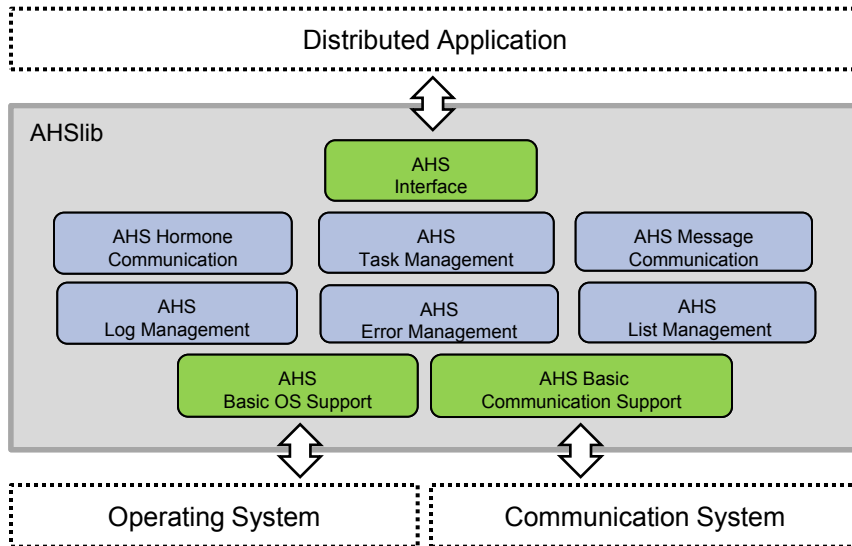 Distributed Application
AHSlib
AHS
Interface
AHS Hormone
Communication
AHS
Task Management
AHS Message
Communication
AHS
Log Management
AHS
Error Management
AHS
List Management
AHS
Basic OS Support
AHS Basic
Communication Support
Operating System
Communication System